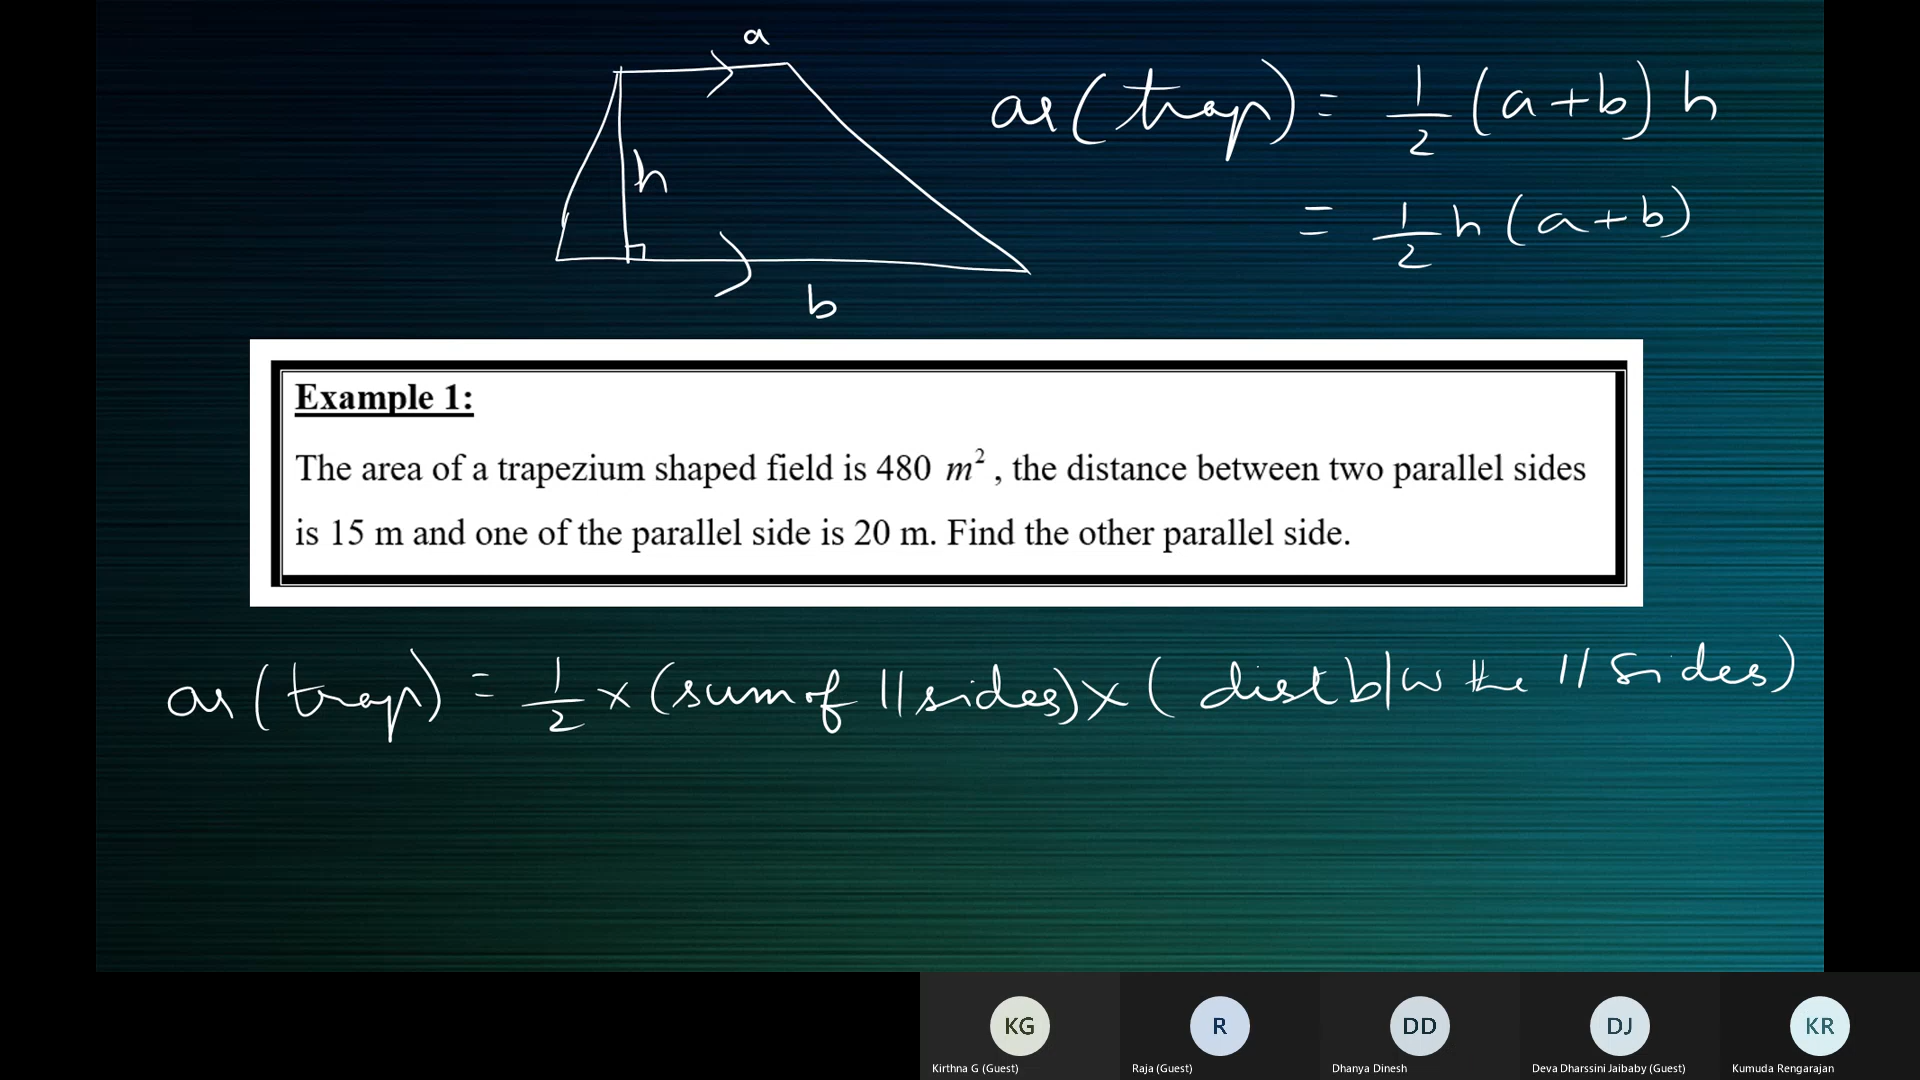 a
ar(trap) = 1/2 (a+b) h
h
= 1/2 h (a+b)
b
Example 1:
The area of a trapezium shaped field is 480 m², the distance between two parallel sides
is 15 m and one of the parallel side is 20 m. Find the other parallel side.
ar(trap) = 1/2 × (sum of || sides) × (dist b|w the || sides)
KG
R
DD
DJ
KR
Kirthna G (Guest)
Raja (Guest)
Dhanya Dinesh
Deva Dharssini Jaibaby (Guest)
Kumuda Rengarajan